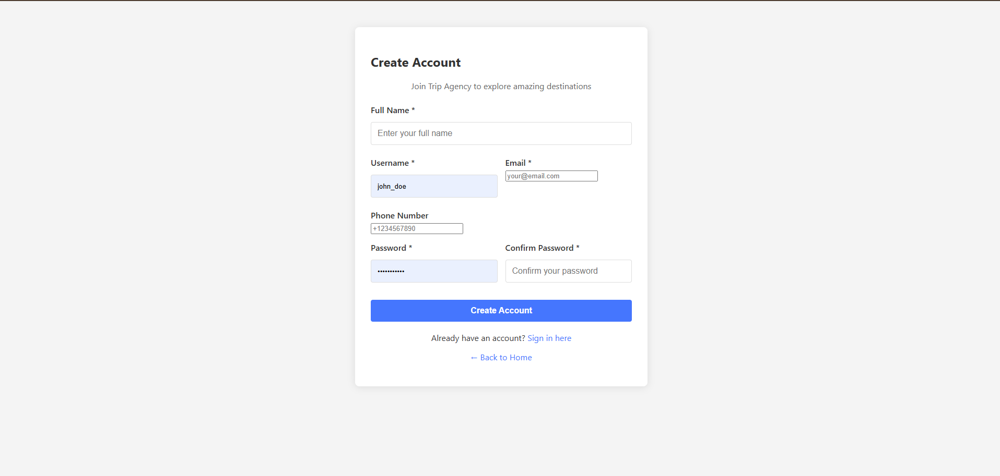 Create Account
Join Trip Agency to explore amazing destinations
Full Name *
Enter your full name
Username * Email *
john_doe your@email.com
Phone Number
+1234567890
Password * Confirm Password *
••••••••••• Confirm your password
Create Account
Already have an account? Sign in here
← Back to Home